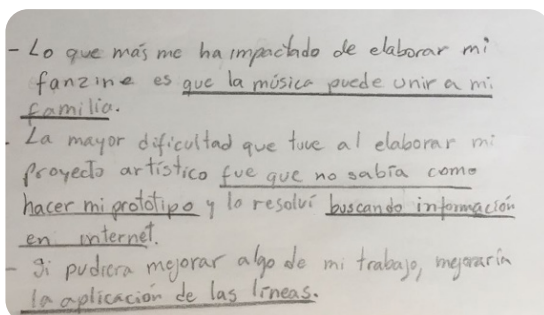 - Lo que más me ha impactado de elaborar mi
fanzine es que la música puede unir a mi
familia.
. La mayor dificultad que tuve al elaborar mi
proyecto artístico fue que no sabía como
hacer mi prototipo y lo resolví buscando información
en internet.
- Si pudiera mejorar algo de mi trabajo, mejoraría
la aplicación de las líneas.